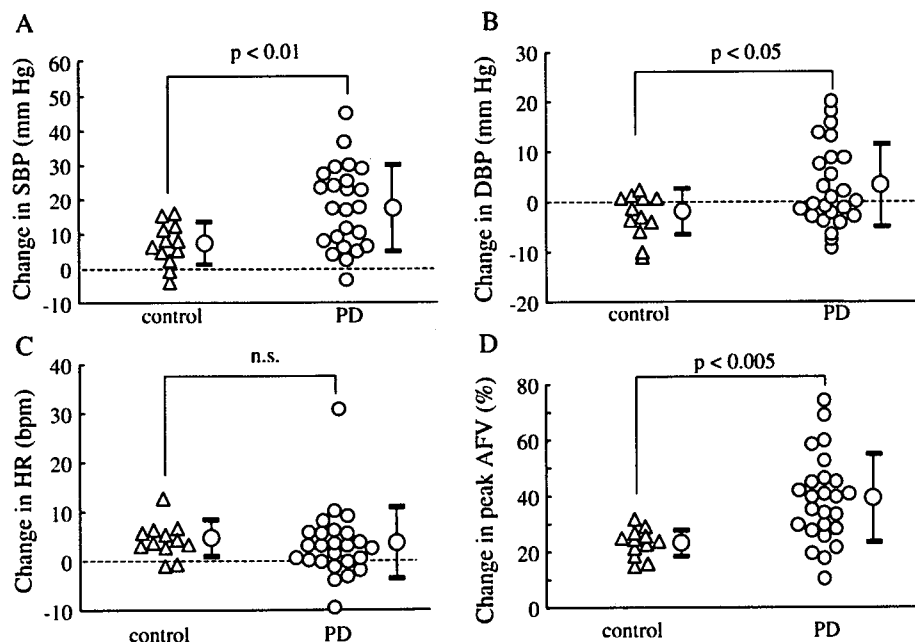 A
Change in SBP (mm Hg)
60
50
40
30
20
10
0
-10
p < 0.01
control
PD
B
Change in DBP (mm Hg)
30
20
10
0
-10
-20
p < 0.05
control
PD
C
Change in HR (bpm)
40
30
20
10
0
-10
n.s.
control
PD
D
Change in peak AFV (%)
80
60
40
20
0
p < 0.005
control
PD